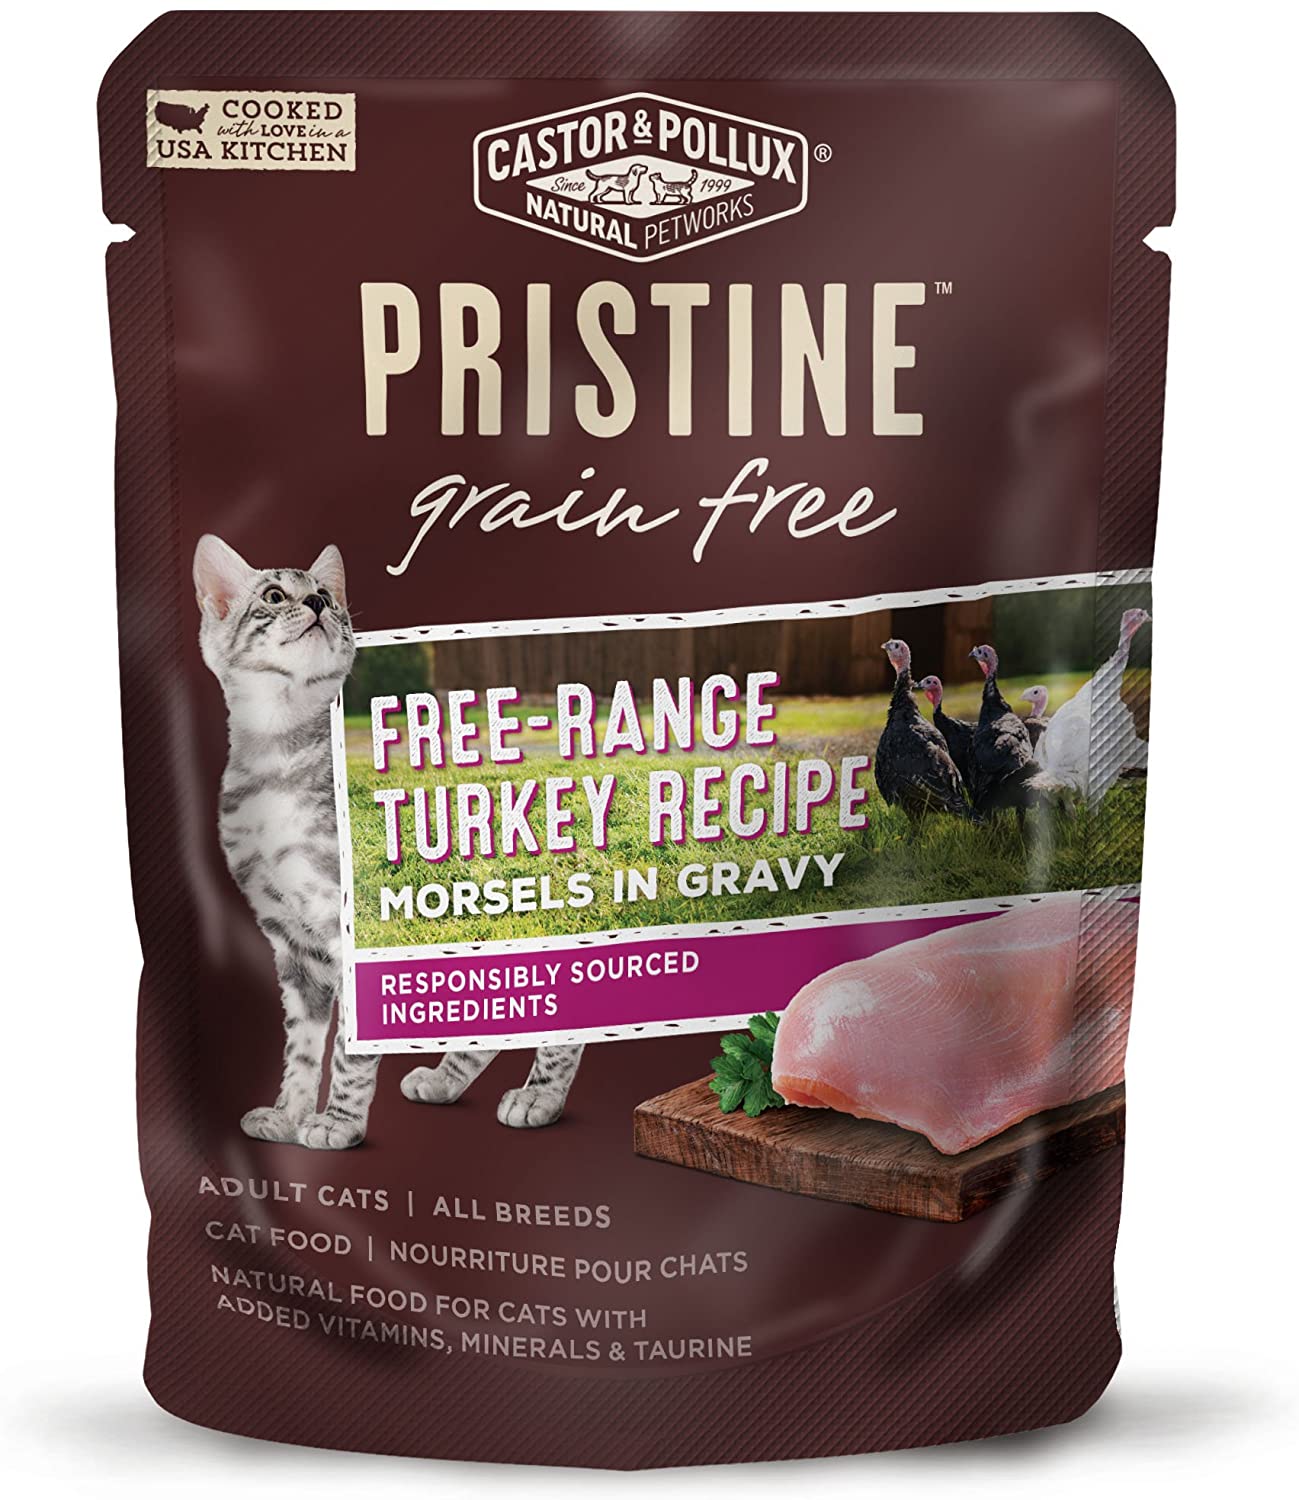 COOKED
with LOVE in a
USA KITCHEN
CASTOR & POLLUX ®
Since 1999
NATURAL PETWORKS
PRISTINE ™
grain free
FREE-RANGE
TURKEY RECIPE
MORSELS IN GRAVY
RESPONSIBLY SOURCED
INGREDIENTS
ADULT CATS | ALL BREEDS
CAT FOOD | NOURRITURE POUR CHATS
NATURAL FOOD FOR CATS WITH
ADDED VITAMINS, MINERALS & TAURINE